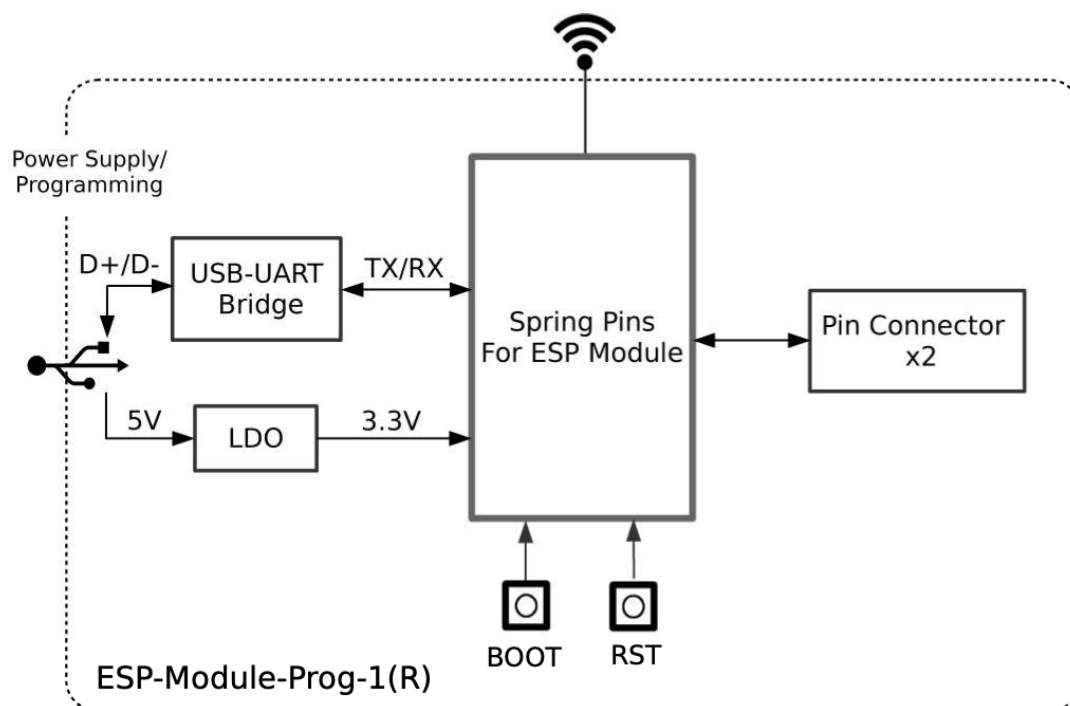 Power Supply/
Programming
D+/D-
USB-UART
Bridge
TX/RX
Spring Pins
For ESP Module
Pin Connector
x2
5V
LDO
3.3V
BOOT
RST
ESP-Module-Prog-1(R)